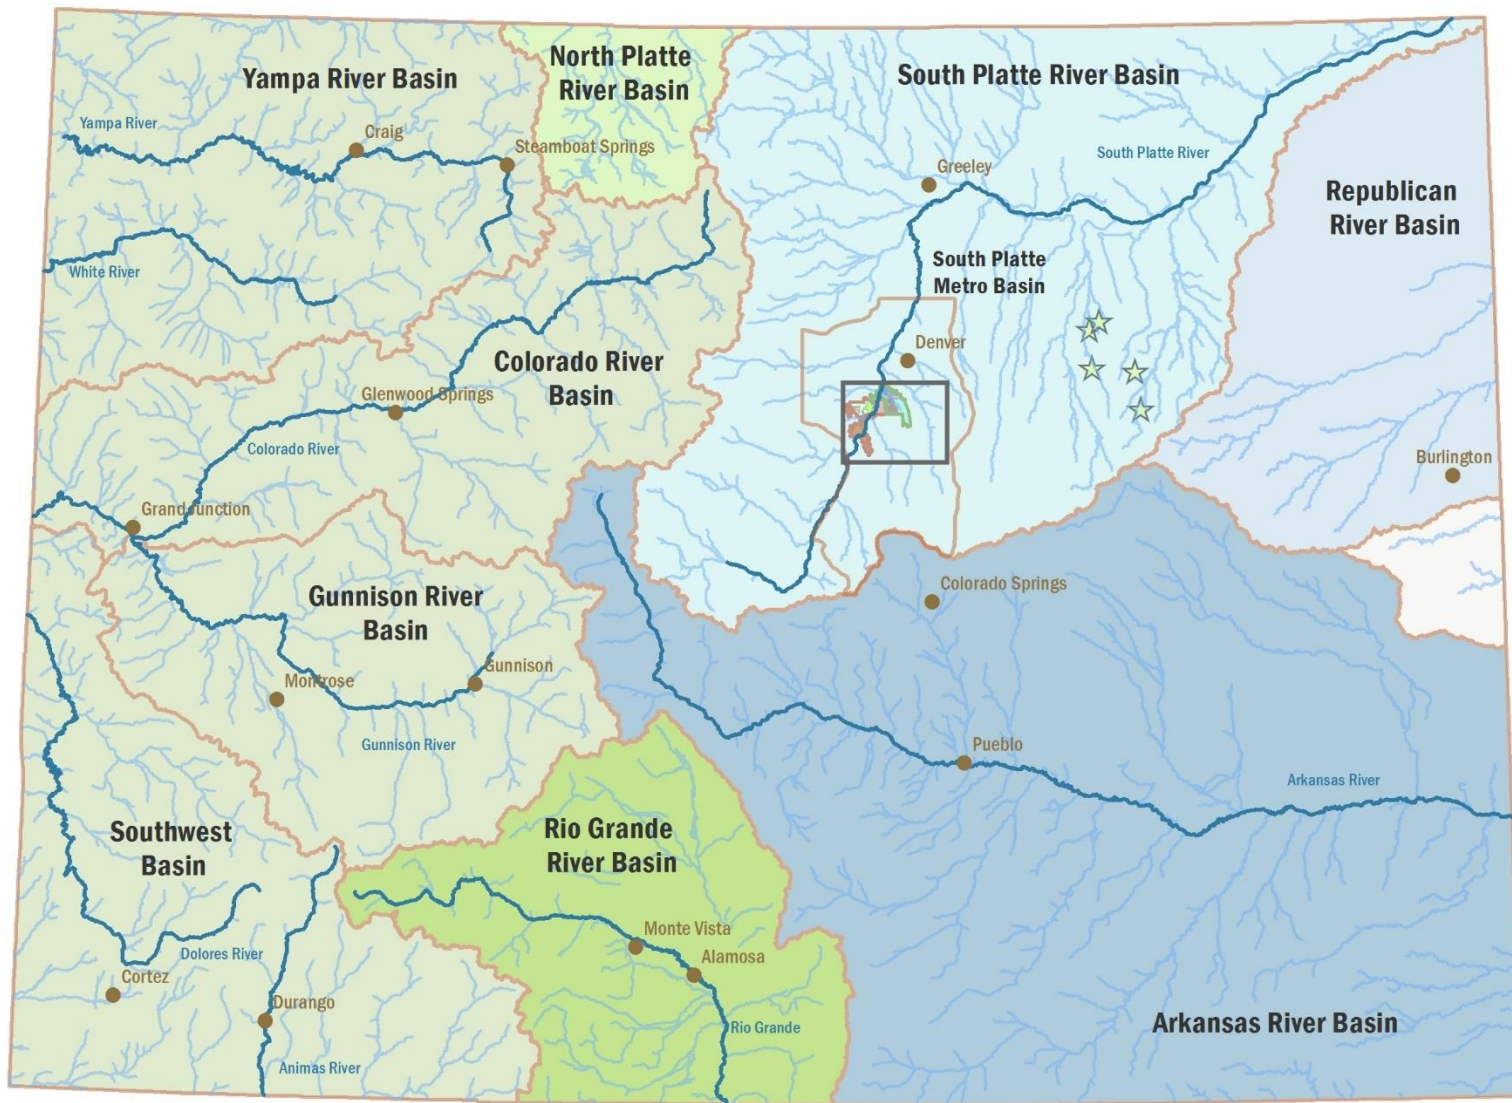 North Platte
River Basin
Yampa River Basin
South Platte River Basin
Yampa River
Craig
Steamboat Springs
South Platte River
Greeley
Republican
River Basin
White River
South Platte
Metro Basin
Denver
Colorado River
Basin
Glenwood Springs
Colorado River
Burlington
Grand Junction
Colorado Springs
Gunnison River
Basin
Gunnison
Montrose
Gunnison River
Pueblo
Arkansas River
Southwest
Basin
Rio Grande
River Basin
Monte Vista
Alamosa
Dolores River
Cortez
Durango
Rio Grande
Arkansas River Basin
Animas River